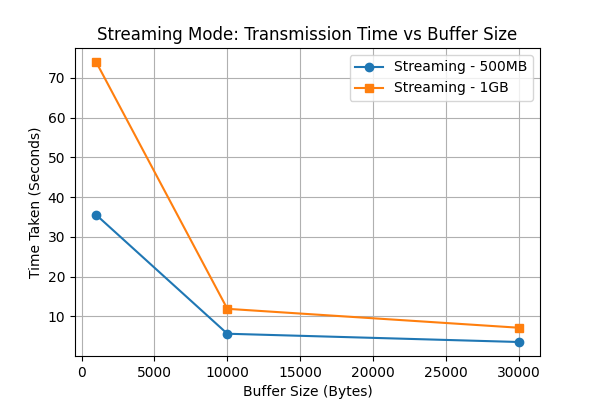 Streaming Mode: Transmission Time vs Buffer Size
Streaming - 500MB
Streaming - 1GB
Time Taken (Seconds)
70
60
50
40
30
20
10
0 5000 10000 15000 20000 25000 30000
Buffer Size (Bytes)